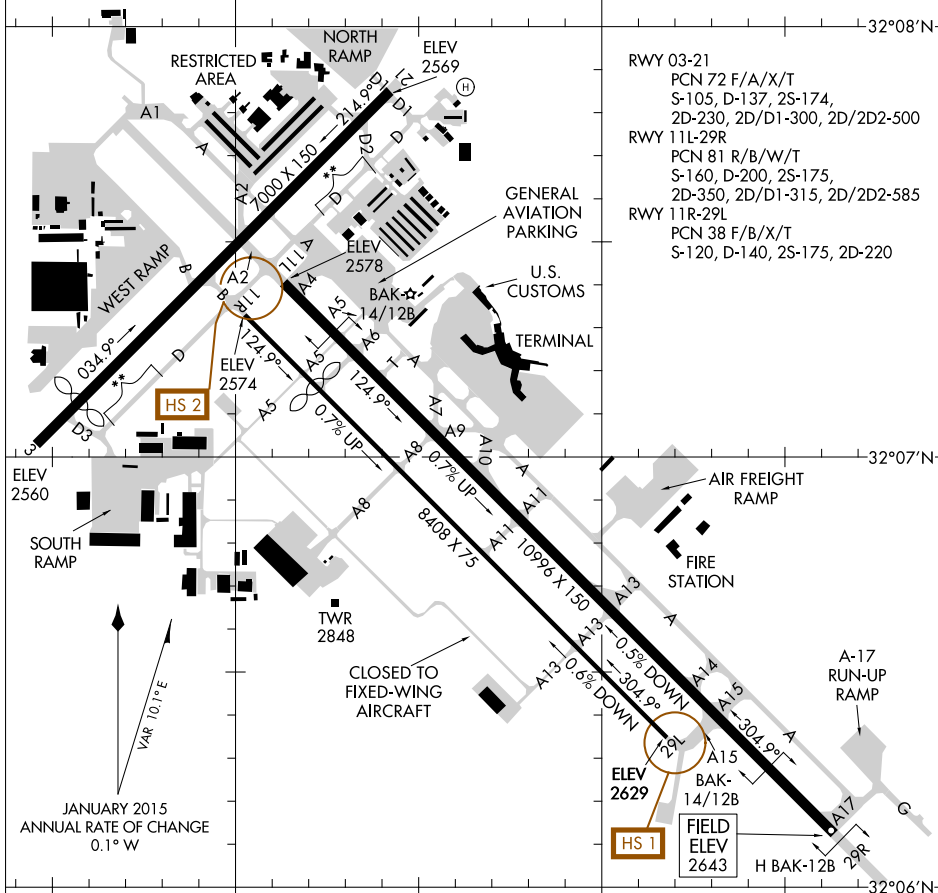 32°08'N
NORTH
RAMP
ELEV
2569
RESTRICTED
AREA
RWY 03-21
PCN 72 F/A/X/T
S-105, D-137, 2S-174,
2D-230, 2D/D1-300, 2D/2D2-500
RWY 11L-29R
PCN 81 R/B/W/T
S-160, D-200, 2S-175,
2D-350, 2D/D1-315, 2D/2D2-585
RWY 11R-29L
PCN 38 F/B/X/T
S-120, D-140, 2S-175, 2D-220
D1
21
D1
D
H
A1
A
214.9°
D2
A2
7000 X 150
**
D
GENERAL
AVIATION
PARKING
A
11L
ELEV
2578
WEST RAMP
B
B
A2
11R
A4
BAK-
14/12B
U.S.
CUSTOMS
TERMINAL
A5
A6
T
A
034.9°
**
D
ELEV
2574
124.9°
A5
124.9°
HS 2
A5
0.7% UP
A7
D3
3
ELEV
2560
A8
A9
A10
A
0.7% UP
32°07'N
AIR FREIGHT
RAMP
SOUTH
RAMP
A8
8408 X 75
A11
A11
10996 X 150
FIRE
STATION
TWR
2848
A13
A13
A13
A
CLOSED TO
FIXED-WING
AIRCRAFT
0.5% DOWN
0.6% DOWN
304.9°
A14
A15
A
A-17
RUN-UP
RAMP
VAR 10.1° E
304.9°
29L
A15
ELEV
2629
BAK-
14/12B
JANUARY 2015
ANNUAL RATE OF CHANGE
0.1° W
HS 1
FIELD
ELEV
2643
A17
G
H BAK-12B
29R
32°06'N